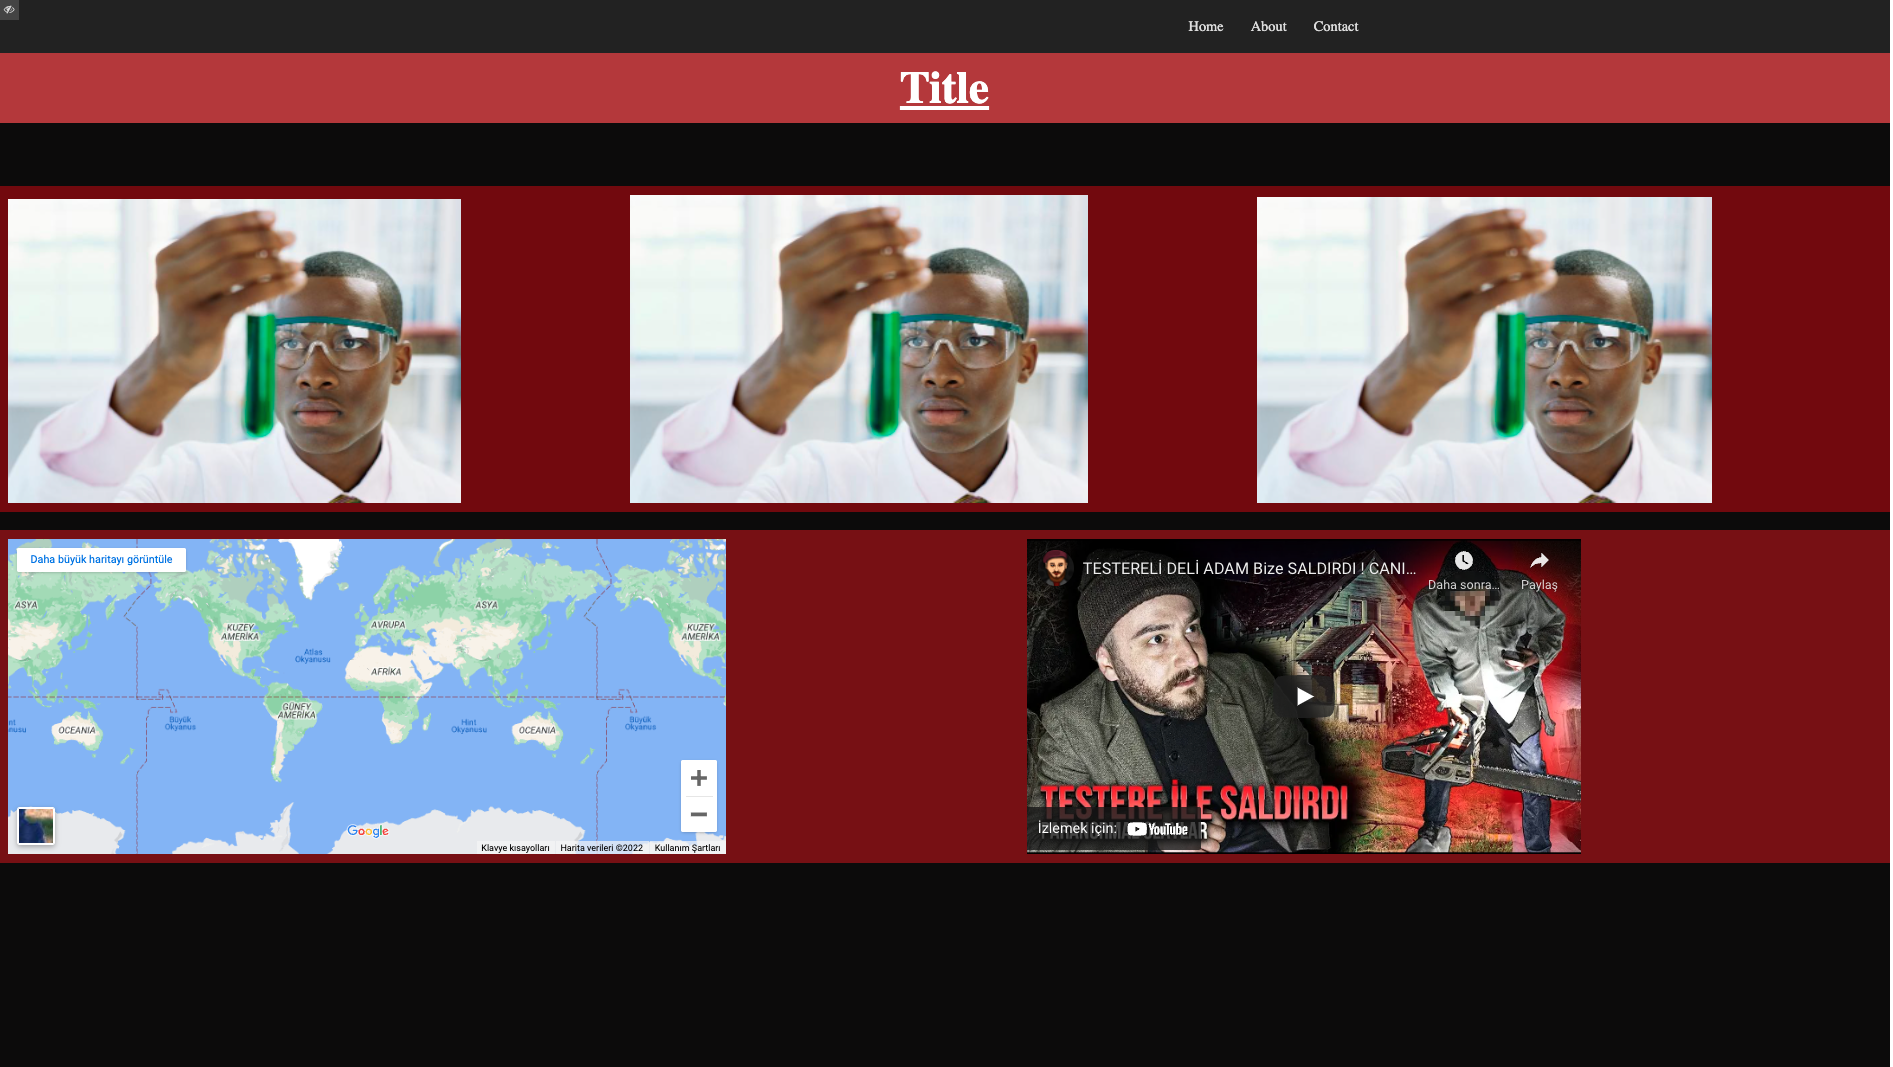 Home About Contact
Title
Daha büyük haritayı görüntüle
ASYA
KUZEY
AMERİKA
Atlas
Okyanusu
AVRUPA
ASYA
AFRİKA
KUZEY
AMERİKA
GÜNEY
AMERİKA
Büyük
Okyanus
OCEANIA
Hint
Okyanusu
OCEANIA
Büyük
Okyanus
Google
Klavye kısayolları Harita verileri ©2022 Kullanım Şartları
TESTERELİ DELİ ADAM Bize SALDIRDI ! CANI...
Daha sonra... Paylaş
TESTERE İLE SALDIRDI
İzlemek için: YouTube